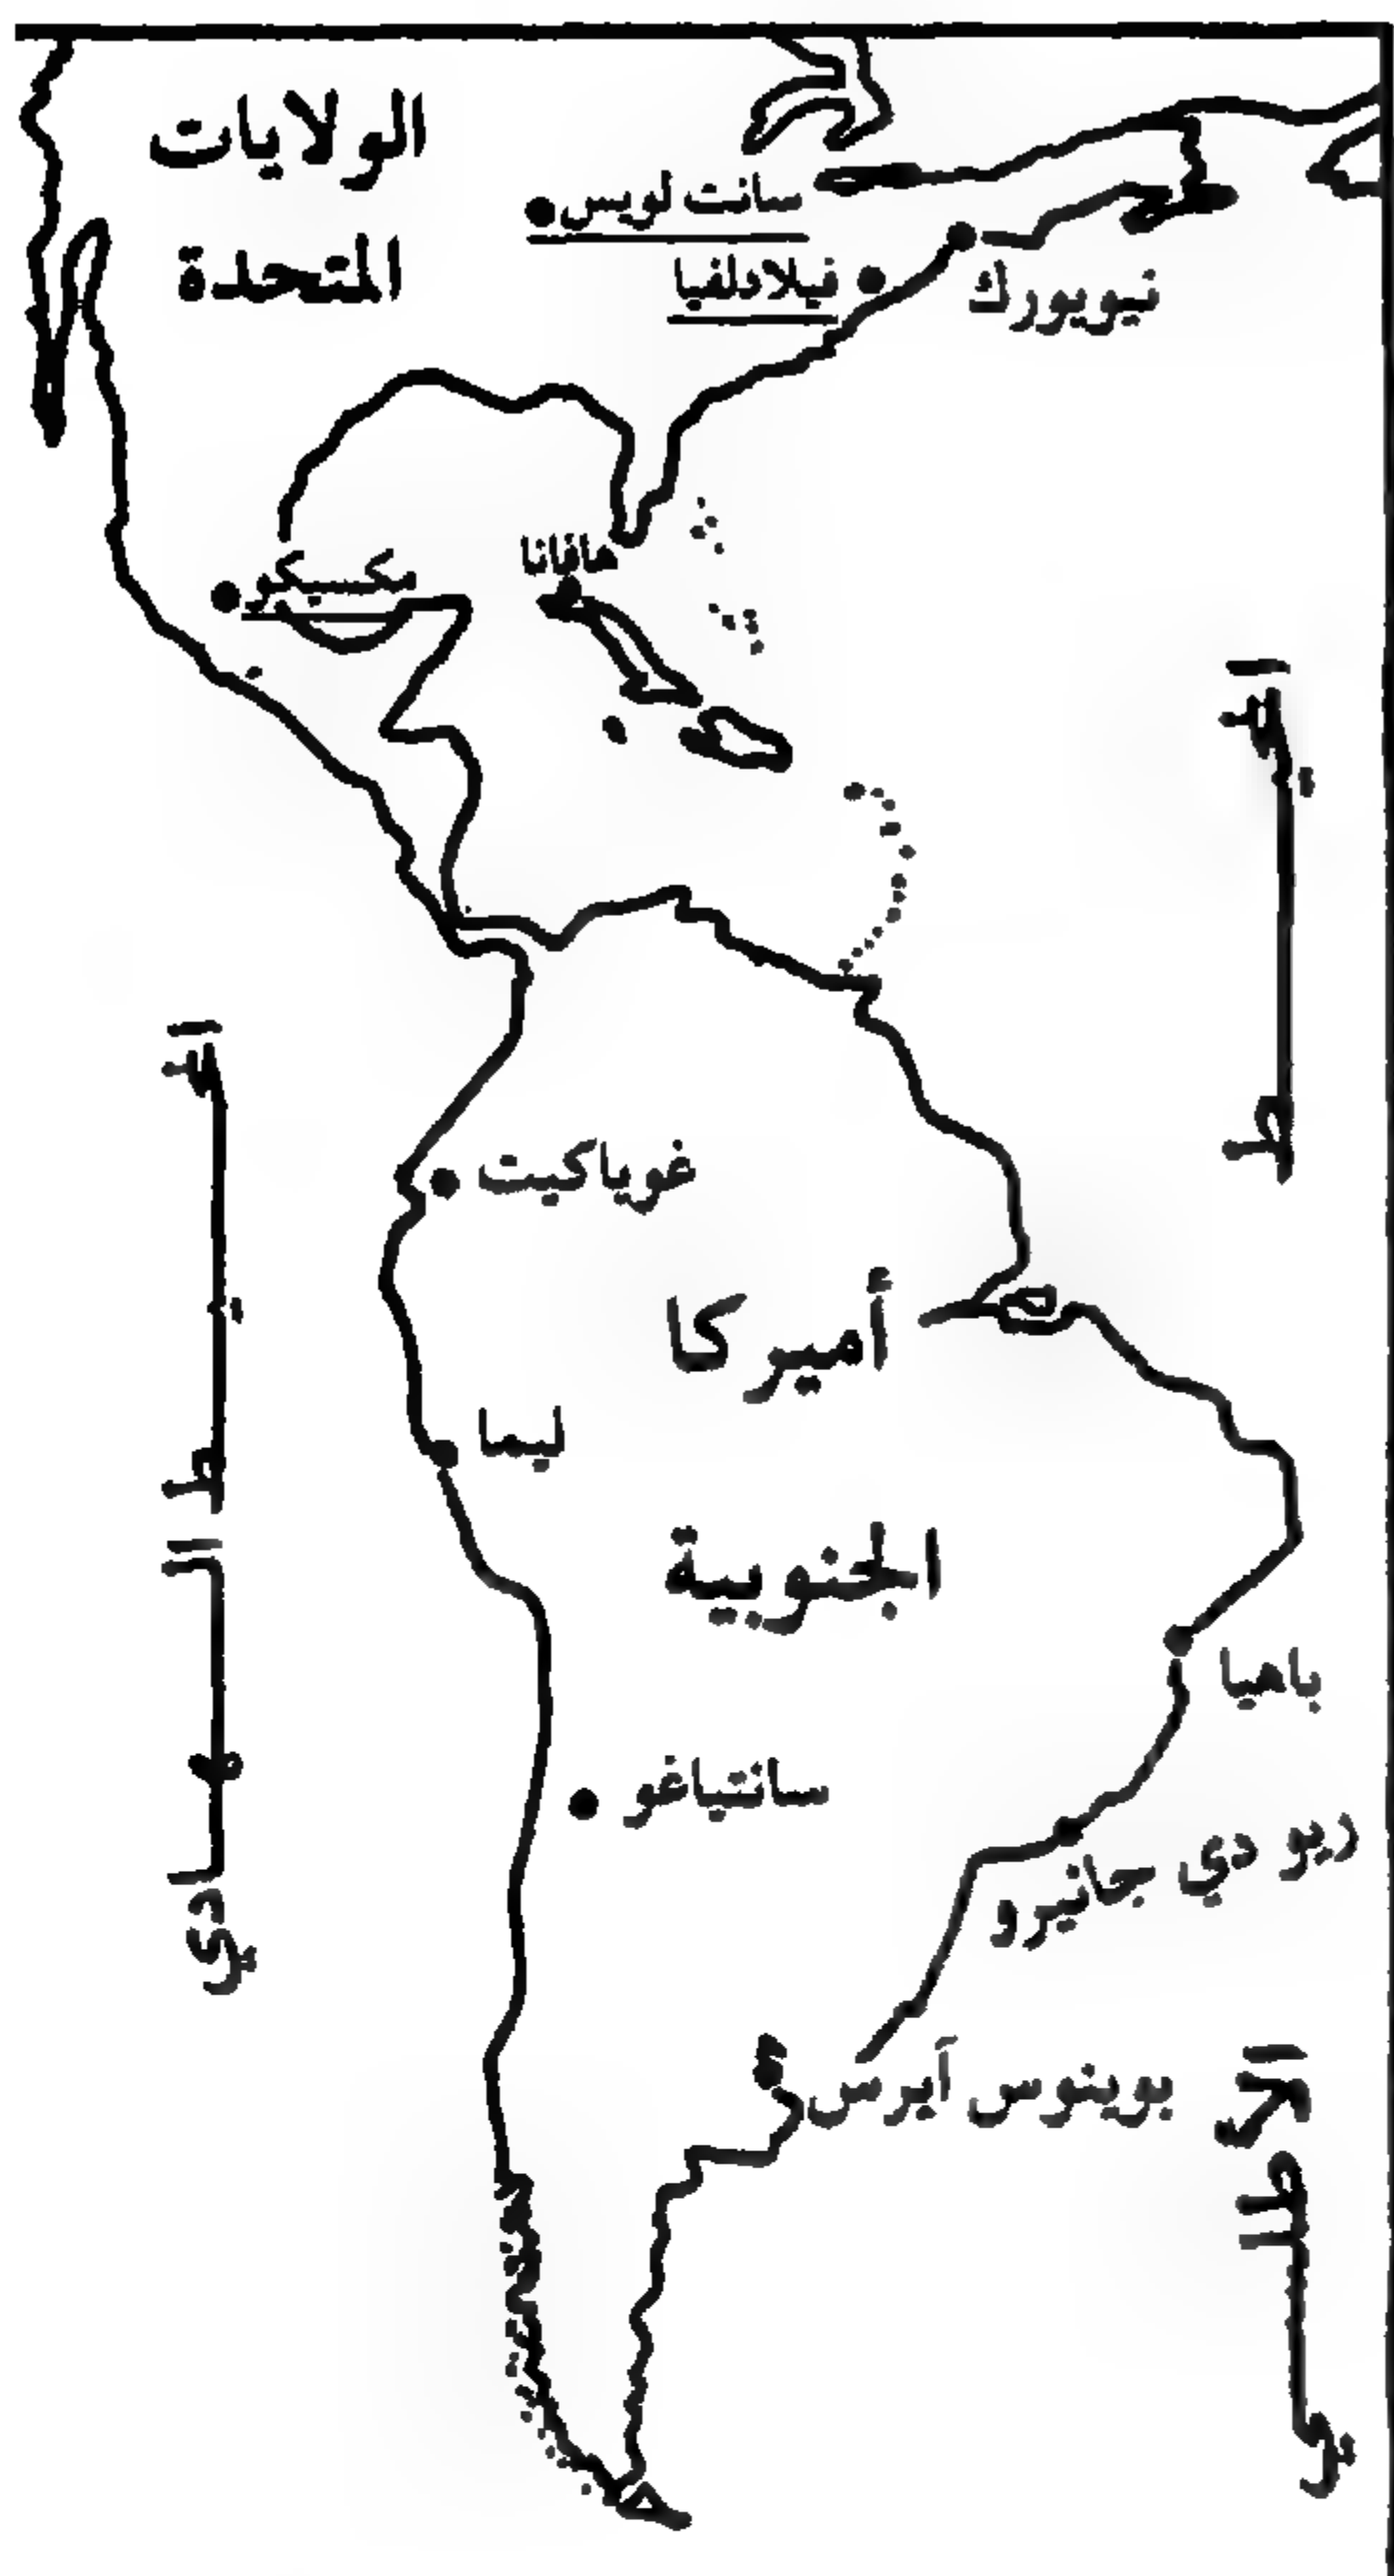 الولايات
المتحدة
سانت لويس
فيلادلفيا
نيويورك
مكسيكو
هافانا
المحيط
غوياكيت
أميركا
ليما
الجنوبية
باهيا
سانتياغو
ريو دي جانيرو
بوينوس آيرس
المحيط الهادي
الاطلسي